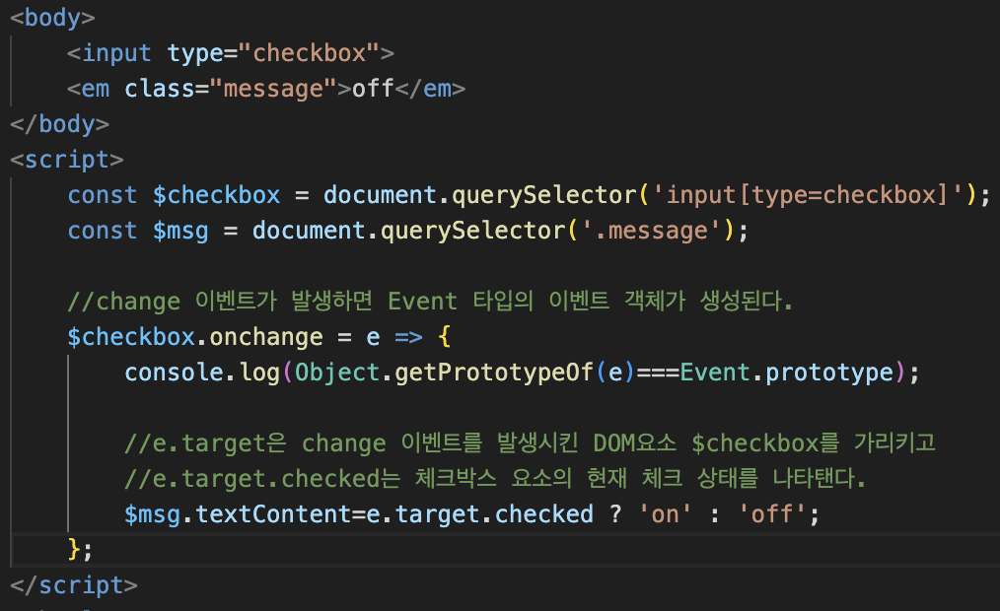 <body>
    <input type="checkbox">
    <em class="message">off</em>
</body>
<script>
    const $checkbox = document.querySelector('input[type=checkbox]');
    const $msg = document.querySelector('.message');
    //change 이벤트가 발생하면 Event 타입의 이벤트 객체가 생성된다.
    $checkbox.onchange = e => {
        console.log(Object.getPrototypeOf(e)===Event.prototype);
        //e.target은 change 이벤트를 발생시킨 DOM요소 $checkbox를 가리키고
        //e.target.checked는 체크박스 요소의 현재 체크 상태를 나타탠다.
        $msg.textContent=e.target.checked ? 'on' : 'off';
    };
</script>